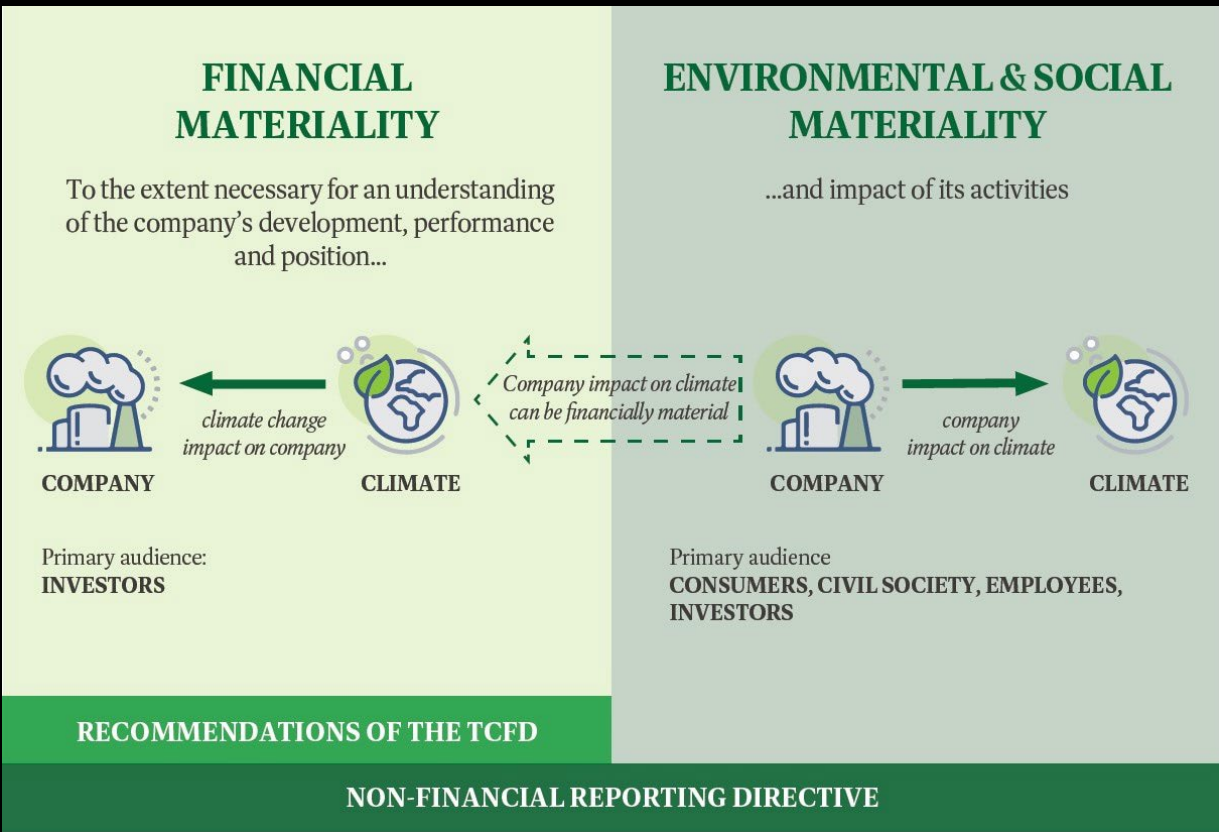 FINANCIAL
MATERIALITY
To the extent necessary for an understanding
of the company’s development, performance
and position...
climate change
impact on company
COMPANY
CLIMATE
Primary audience:
INVESTORS
RECOMMENDATIONS OF THE TCFD
Company impact on climate
can be financially material
ENVIRONMENTAL & SOCIAL
MATERIALITY
...and impact of its activities
company
impact on climate
COMPANY
CLIMATE
Primary audience
CONSUMERS, CIVIL SOCIETY, EMPLOYEES,
INVESTORS
NON-FINANCIAL REPORTING DIRECTIVE